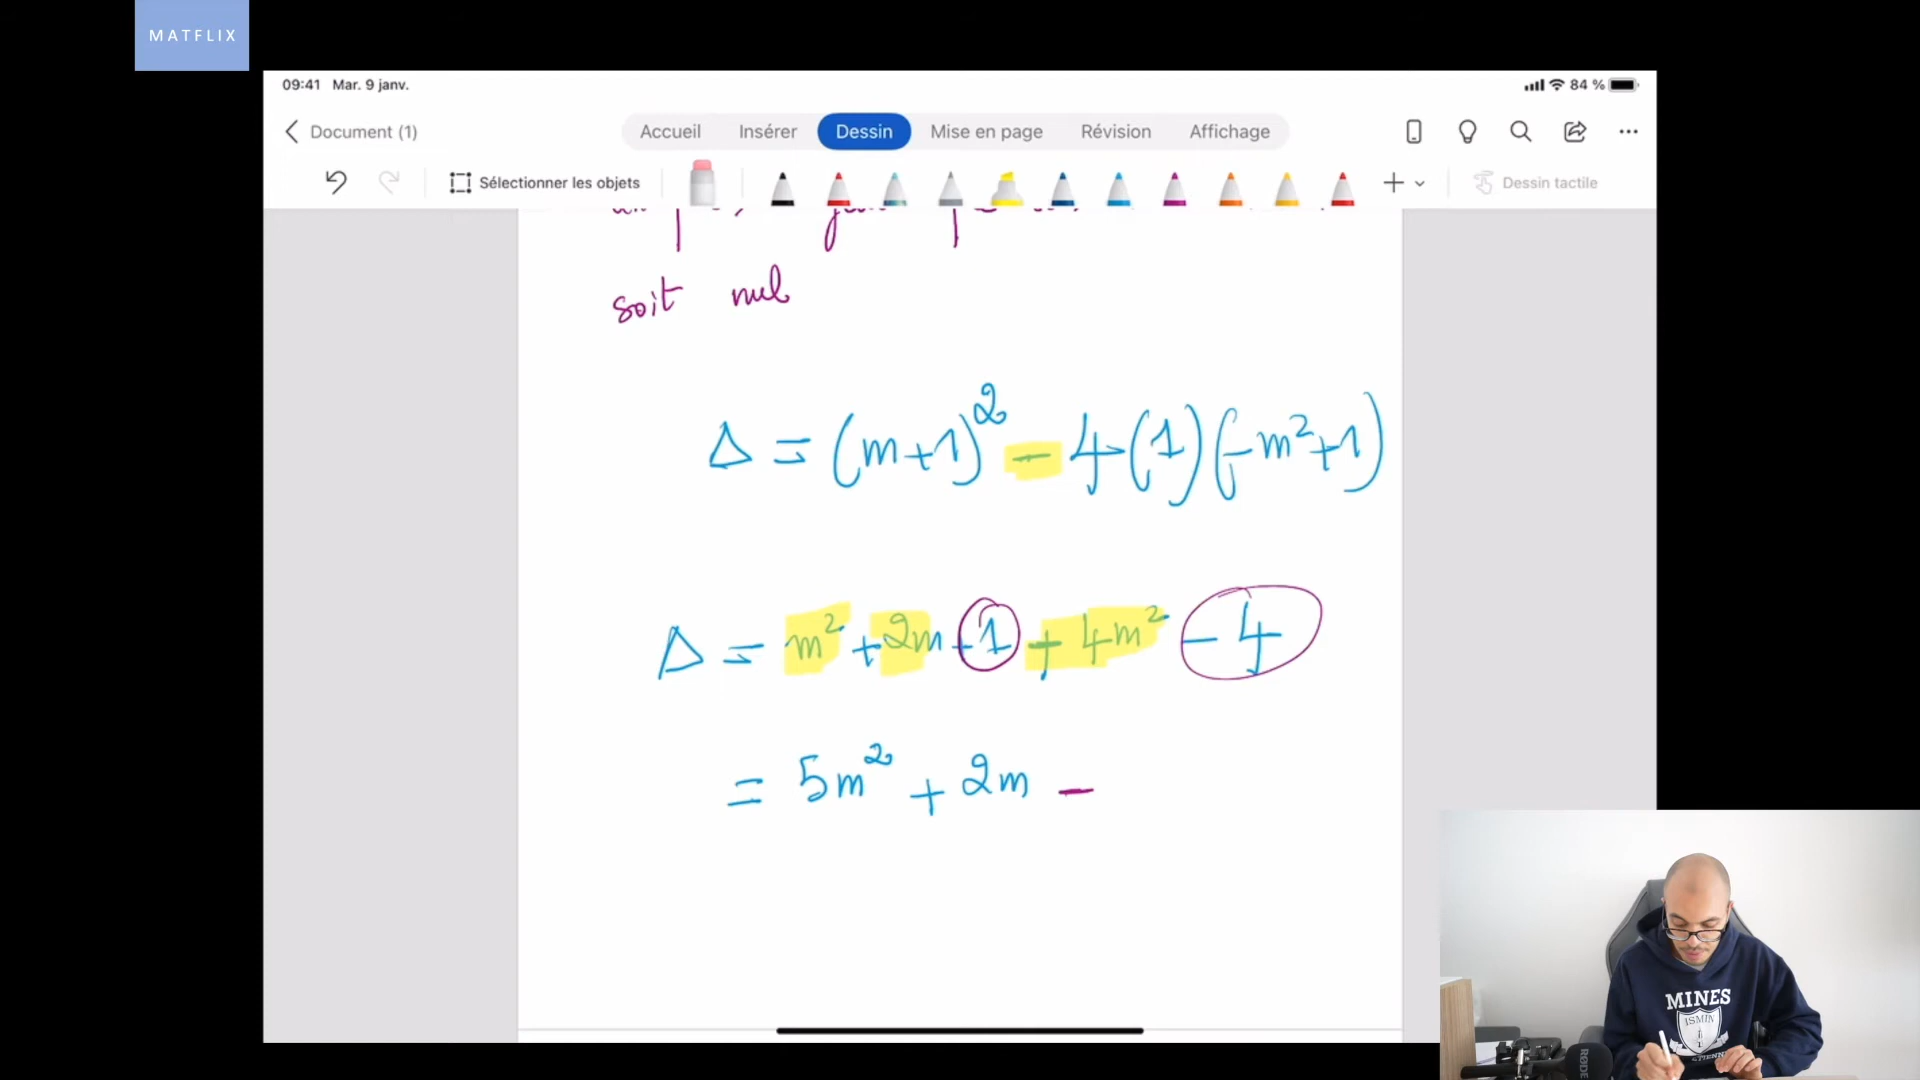 MATFLIX
09:41 Mar. 9 janv.
84 %
Document (1)
Accueil Insérer Dessin Mise en page Révision Affichage
Sélectionner les objets
Dessin tactile
soit nul
Δ = (m+1)² - 4(1)(-m²+1)
Δ = m² + 2m + 1 + 4m² - 4
= 5m² + 2m -
MINES
ISMIN
RØDE